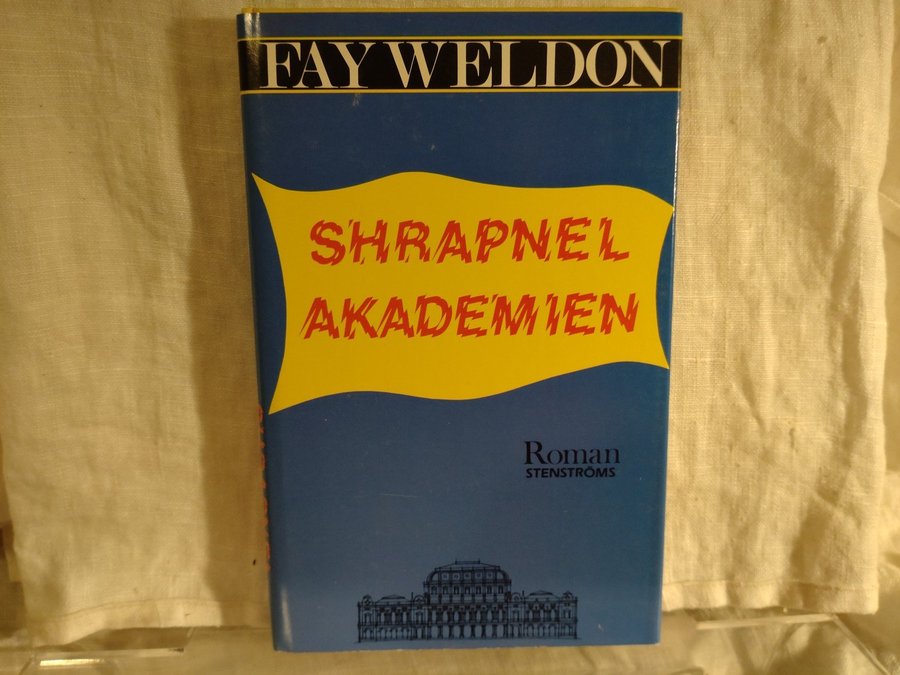 FAY WELDON
SHRAPNEL
AKADEMIEN
Roman
STENSTRÖMS